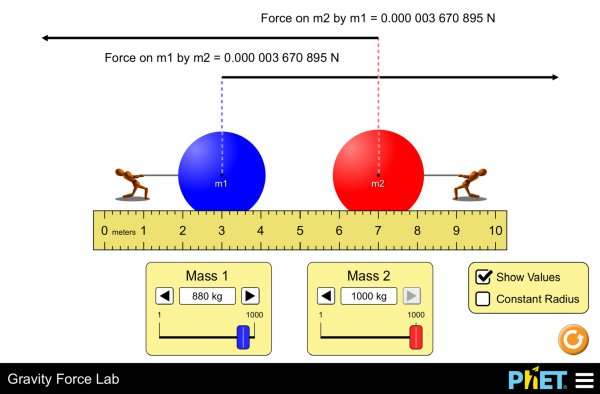 Force on m2 by m1 = 0.000 003 670 895 N
Force on m1 by m2 = 0.000 003 670 895 N
m1
m2
0 meters 1 2 3 4 5 6 7 8 9 10
Mass 1
880 kg
1 1000
Mass 2
1000 kg
1 1000
Show Values
Constant Radius
Gravity Force Lab
PhET